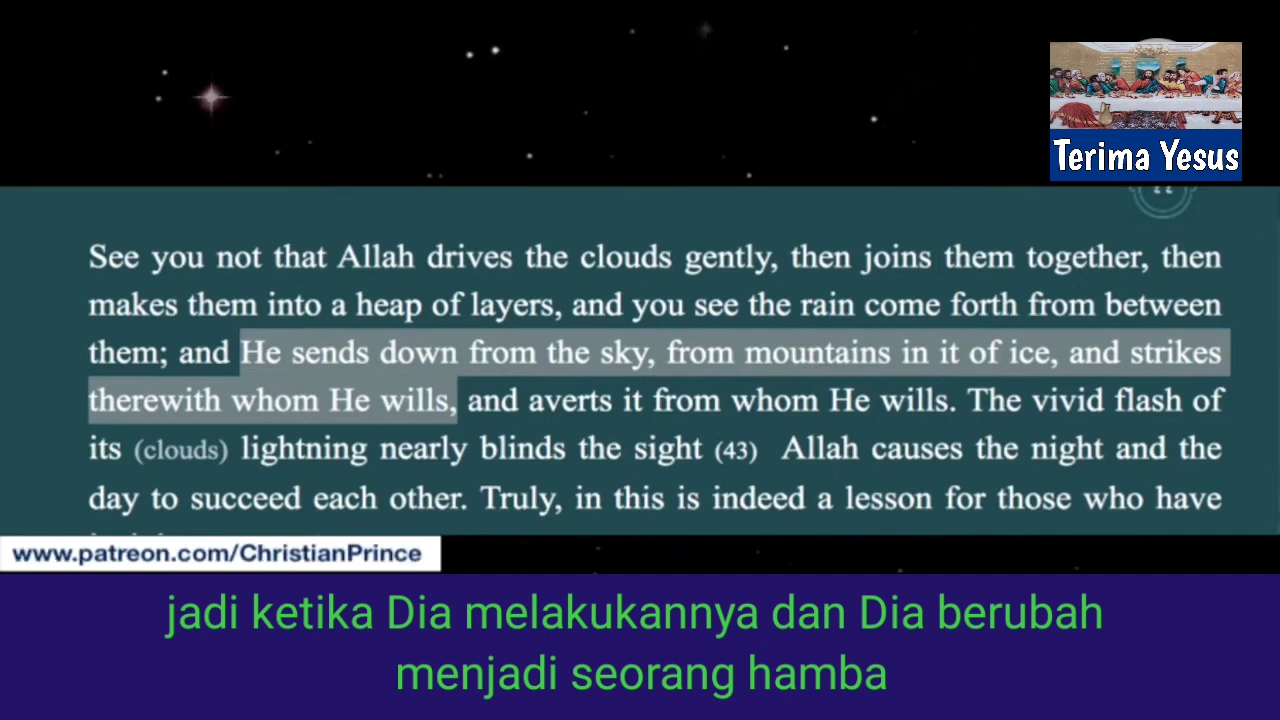 Terima Yesus
See you not that Allah drives the clouds gently, then joins them together, then
makes them into a heap of layers, and you see the rain come forth from between
them; and He sends down from the sky, from mountains in it of ice, and strikes
therewith whom He wills, and averts it from whom He wills. The vivid flash of
its (clouds) lightning nearly blinds the sight (43) Allah causes the night and the
day to succeed each other. Truly, in this is indeed a lesson for those who have
www.patreon.com/ChristianPrince
jadi ketika Dia melakukannya dan Dia berubah
menjadi seorang hamba